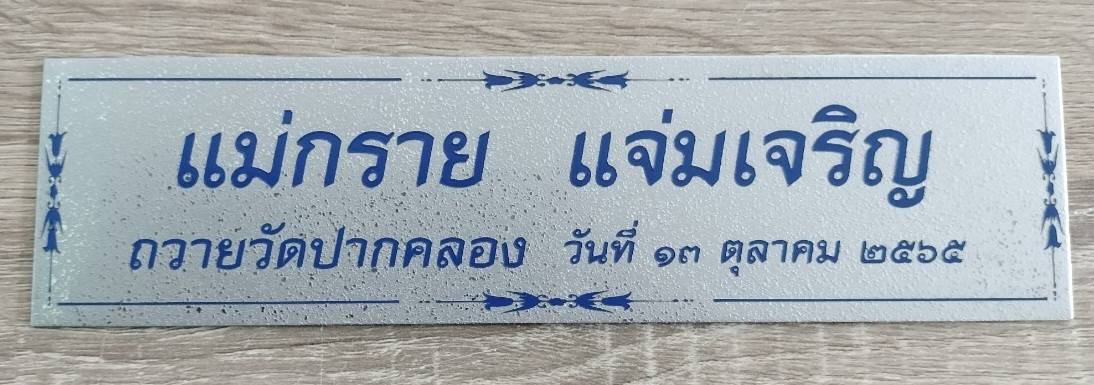 แม่กราย แจ่มเจริญ
ถวายวัดปากคลอง วันที่ ๑๓ ตุลาคม ๒๕๖๕